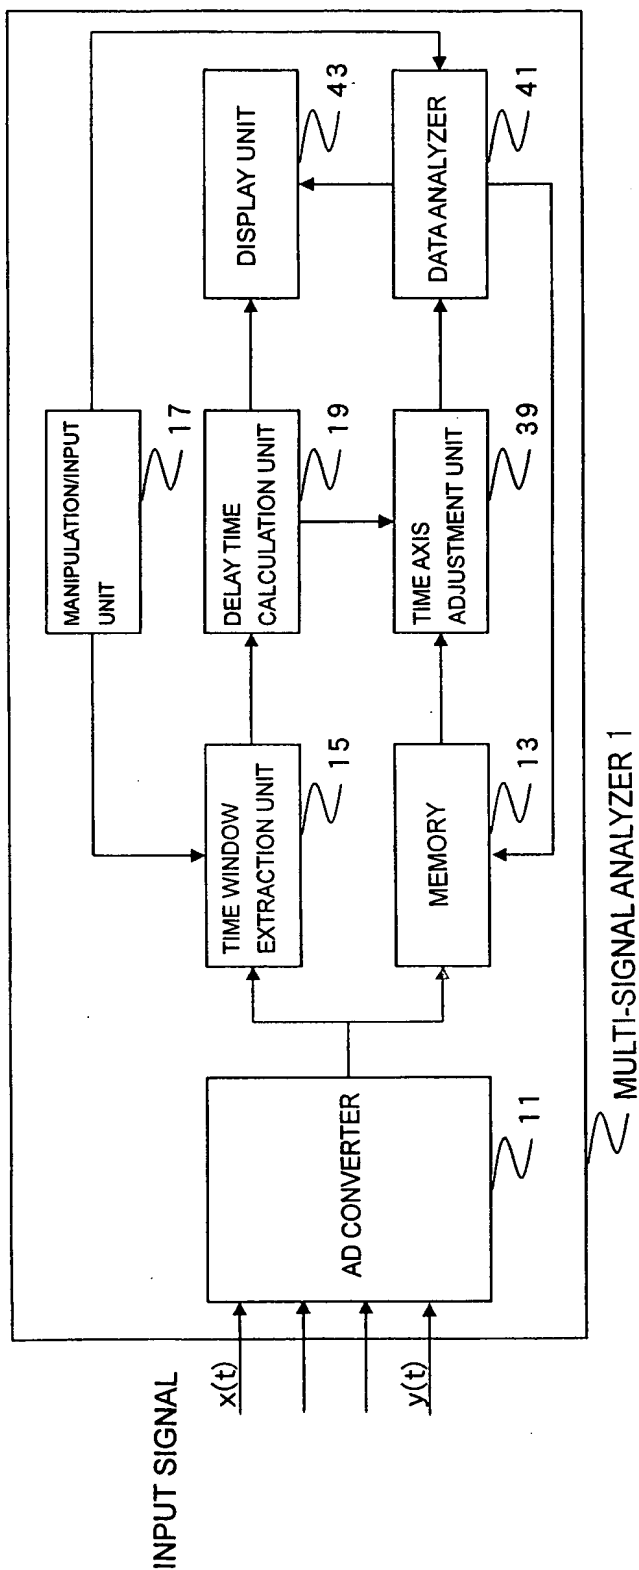 INPUT SIGNAL
x(t)
y(t)
AD CONVERTER
11
TIME WINDOW
EXTRACTION UNIT
15
MEMORY
13
MANIPULATION/INPUT
UNIT
17
DELAY TIME
CALCULATION UNIT
19
TIME AXIS
ADJUSTMENT UNIT
39
DISPLAY UNIT
43
DATA ANALYZER
41
MULTI-SIGNAL ANALYZER 1